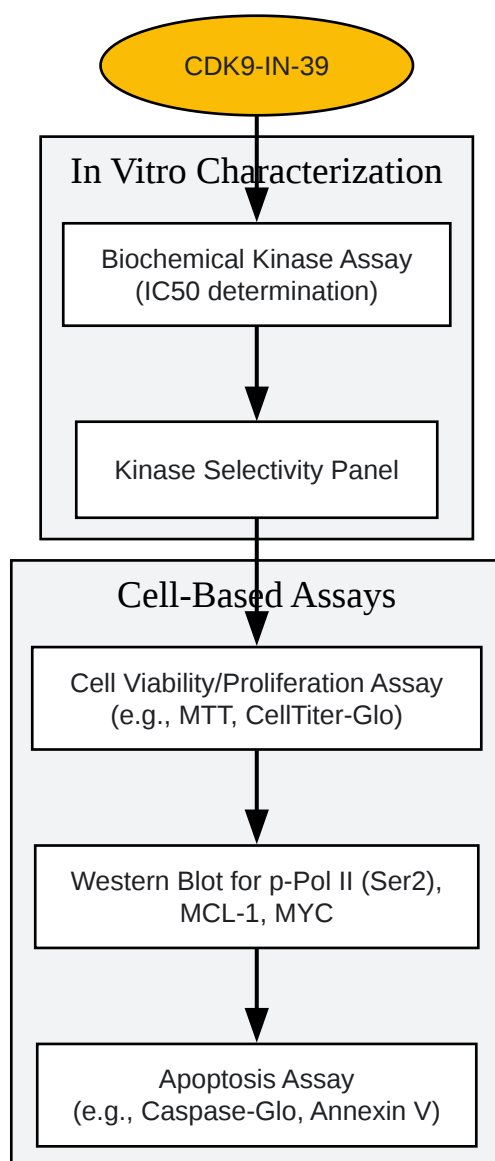 CDK9-IN-39
In Vitro Characterization
Biochemical Kinase Assay
(IC50 determination)
Kinase Selectivity Panel
Cell-Based Assays
Cell Viability/Proliferation Assay
(e.g., MTT, CellTiter-Glo)
Western Blot for p-Pol II (Ser2),
MCL-1, MYC
Apoptosis Assay
(e.g., Caspase-Glo, Annexin V)